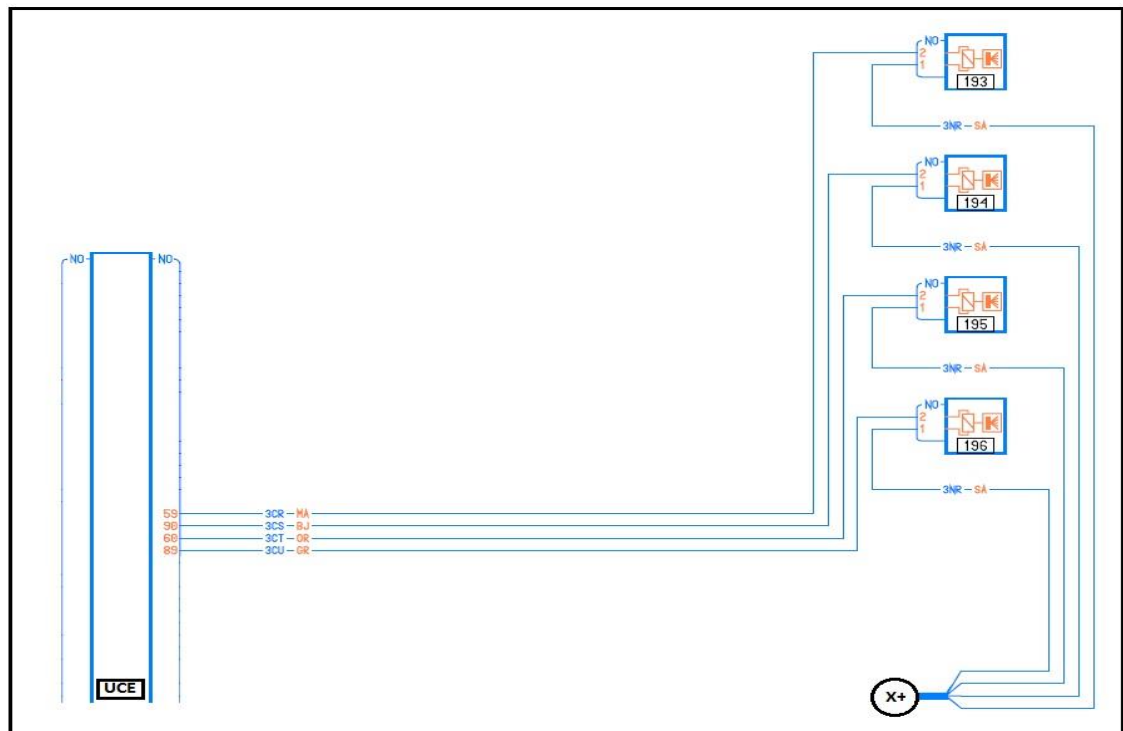 NO
2
1
193
3NR SA
NO
2
1
194
3NR SA
NO NO
NO
2
1
195
3NR SA
NO
2
1
196
3NR SA
59 3CR MA
90 3CS BJ
60 3CT OR
89 3CU GR
UCE
X+